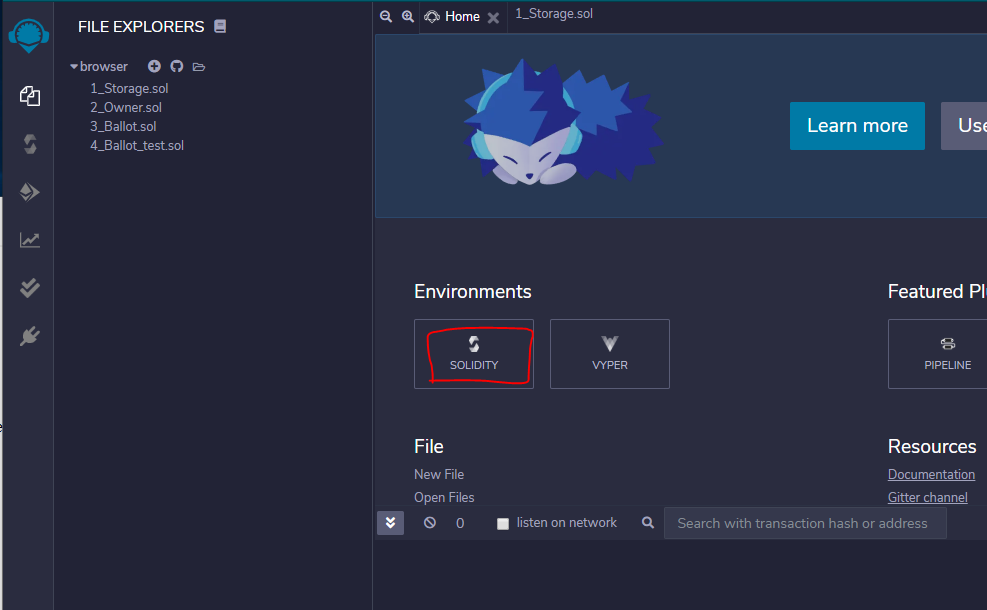 FILE EXPLORERS
browser
1_Storage.sol
2_Owner.sol
3_Ballot.sol
4_Ballot_test.sol
Home
1_Storage.sol
Learn more
Use
Environments
SOLIDITY
VYPER
Featured Pl
PIPELINE
File
New File
Open Files
Resources
Documentation
Gitter channel
0
listen on network
Search with transaction hash or address